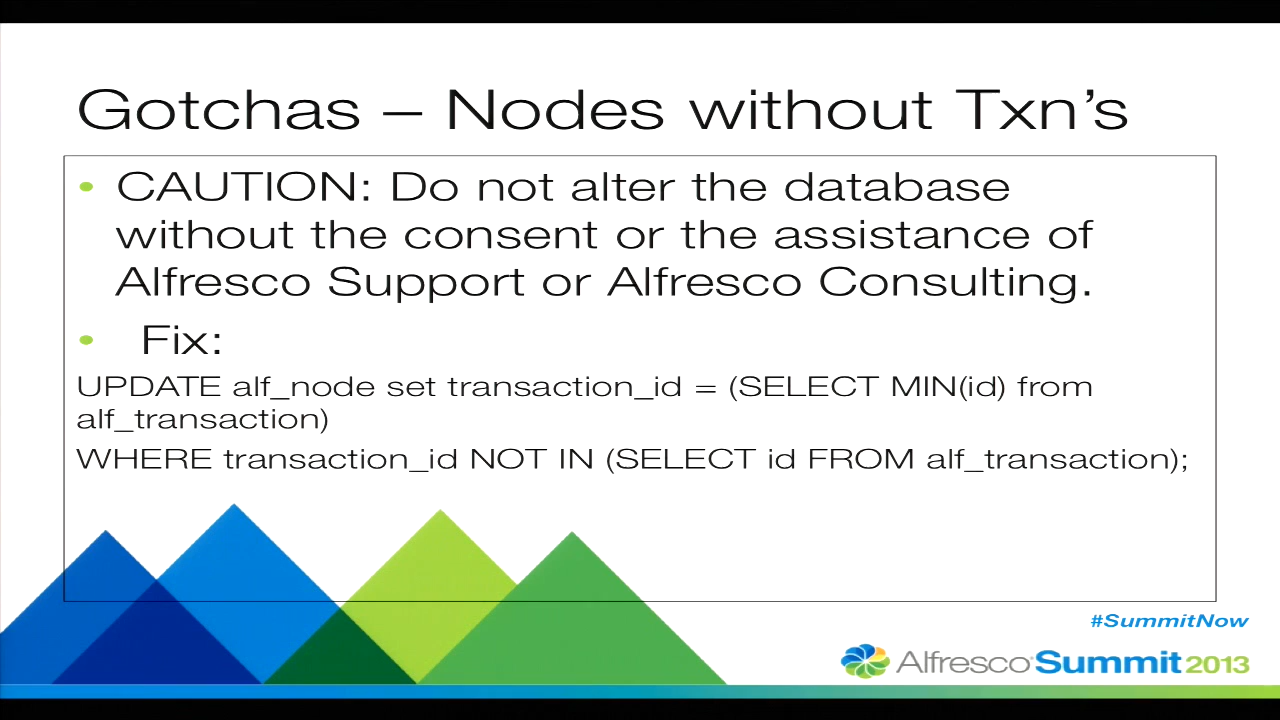 Gotchas – Nodes without Txn’s
• CAUTION: Do not alter the database
without the consent or the assistance of
Alfresco Support or Alfresco Consulting.
• Fix:
UPDATE alf_node set transaction_id = (SELECT MIN(id) from
alf_transaction)
WHERE transaction_id NOT IN (SELECT id FROM alf_transaction);
#SummitNow
Alfresco Summit 2013